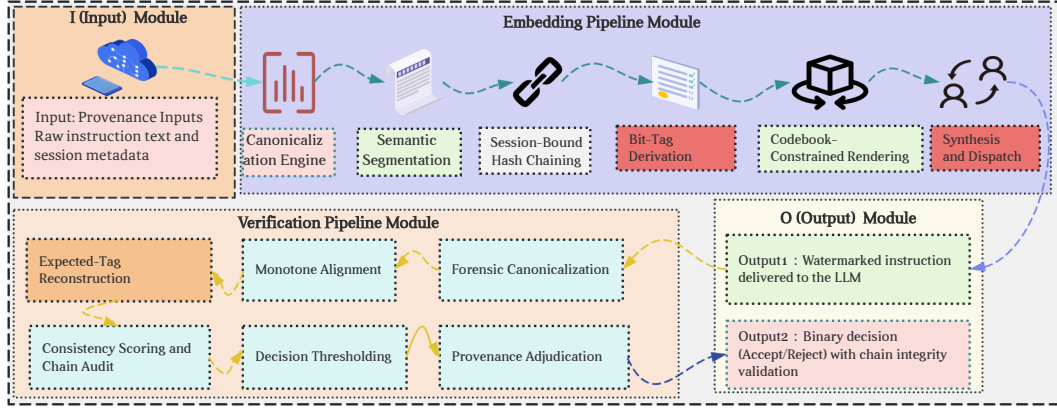 I (Input) Module
Input: Provenance Inputs
Raw instruction text and
session metadata
Embedding Pipeline Module
Canonicaliz
ation Engine
Semantic
Segmentation
Session-Bound
Hash Chaining
Bit-Tag
Derivation
Codebook-
Constrained Rendering
Synthesis
and Dispatch
Verification Pipeline Module
Expected-Tag
Reconstruction
Monotone Alignment
Forensic Canonicalization
Consistency Scoring and
Chain Audit
Decision Thresholding
Provenance Adjudication
O (Output) Module
Output1：Watermarked instruction
delivered to the LLM
Output2：Binary decision
(Accept/Reject) with chain integrity
validation